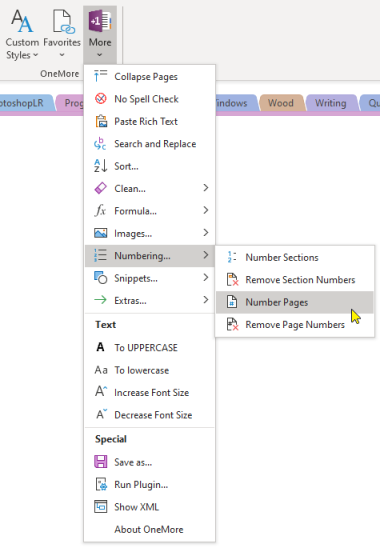 Custom Styles
Favorites
More
+1
OneMore
otoshopLR
Prog
indows
Wood
Writing
Qu
Collapse Pages
No Spell Check
Paste Rich Text
Search and Replace
Sort...
Clean...
Formula...
Images...
Numbering...
Number Sections
Remove Section Numbers
Number Pages
Remove Page Numbers
Snippets...
Extras...
Text
To UPPERCASE
To lowercase
Increase Font Size
Decrease Font Size
Special
Save as...
Run Plugin...
Show XML
About OneMore